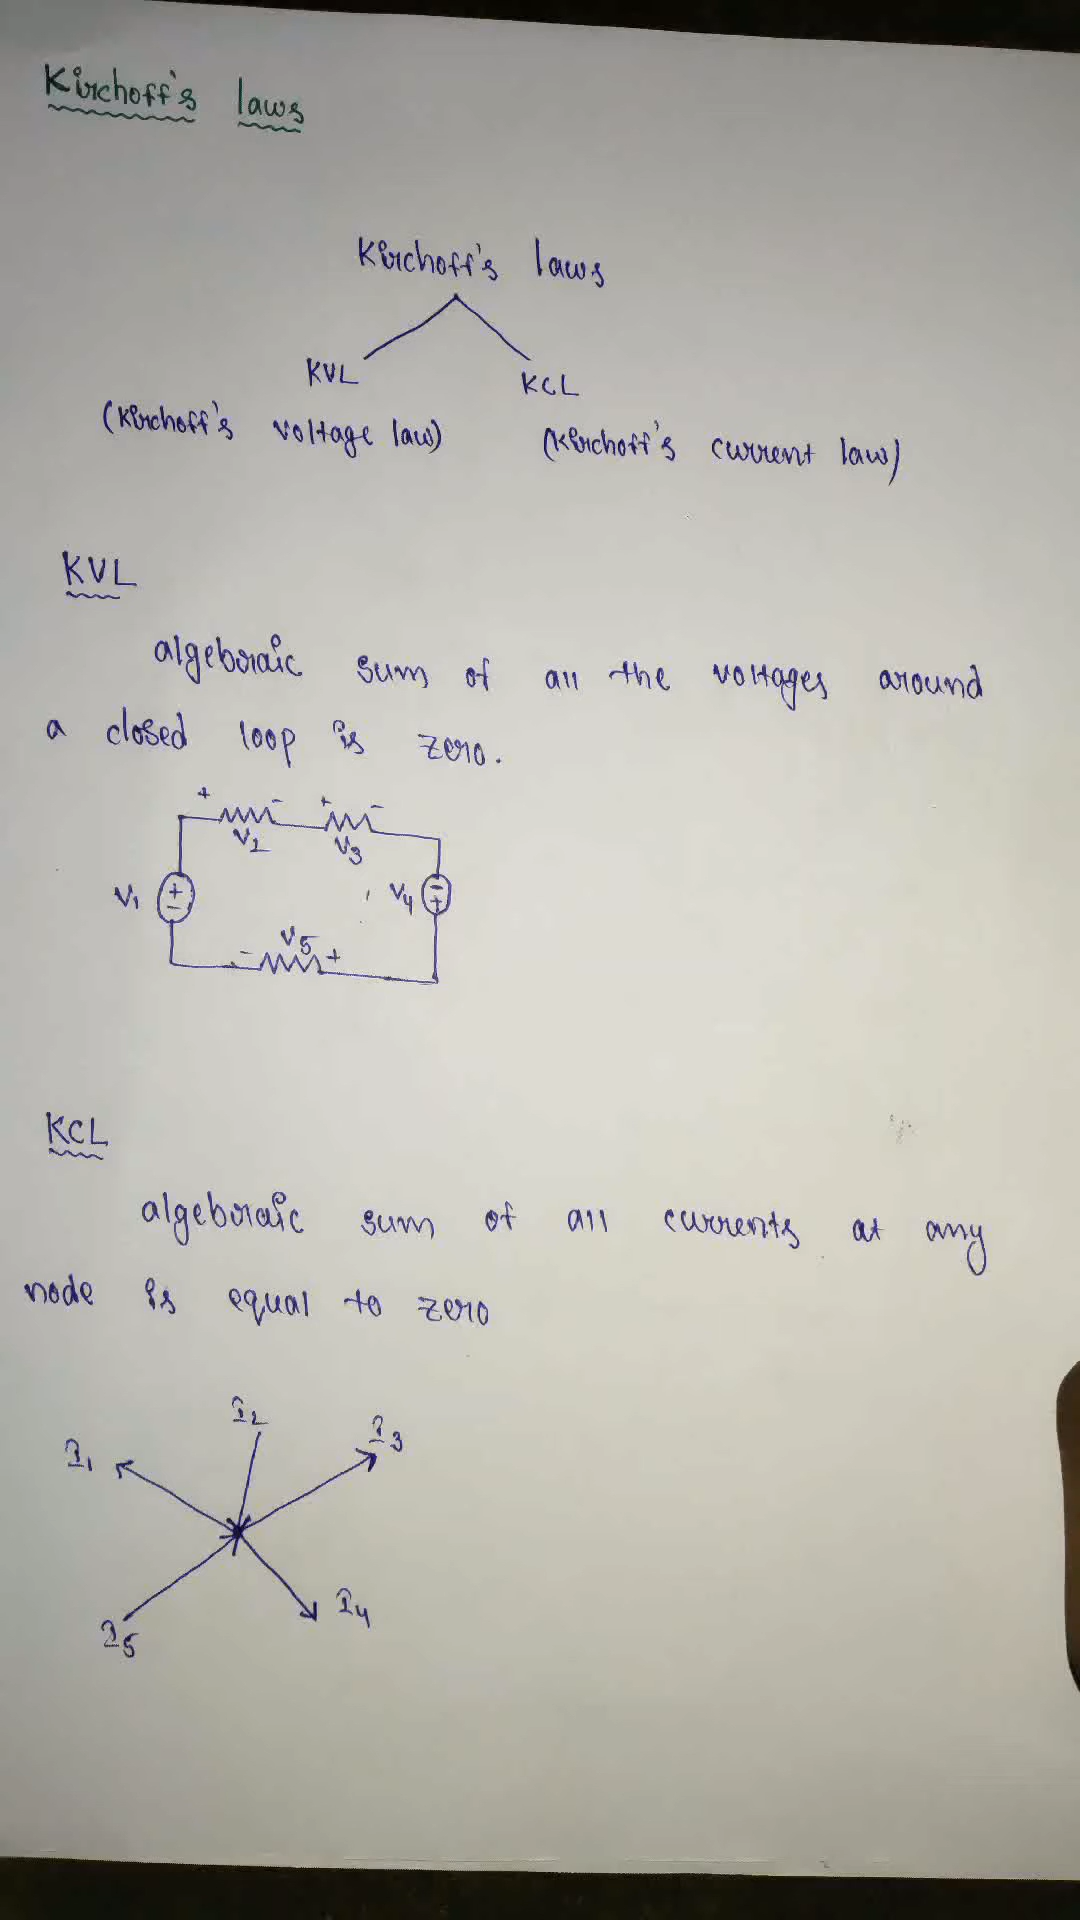 Kirchoff's laws
Kirchoff's laws
KVL KCL
(Kirchoff's voltage law) (Kirchoff's current law)
KVL
algebraic sum of all the voltages around
a closed loop is zero.
+ - + -
V2 V3
V1 + - V4 - +
V5
- +
KCL
algebraic sum of all currents at any
node is equal to zero
I2
I1 I3
I5 I4